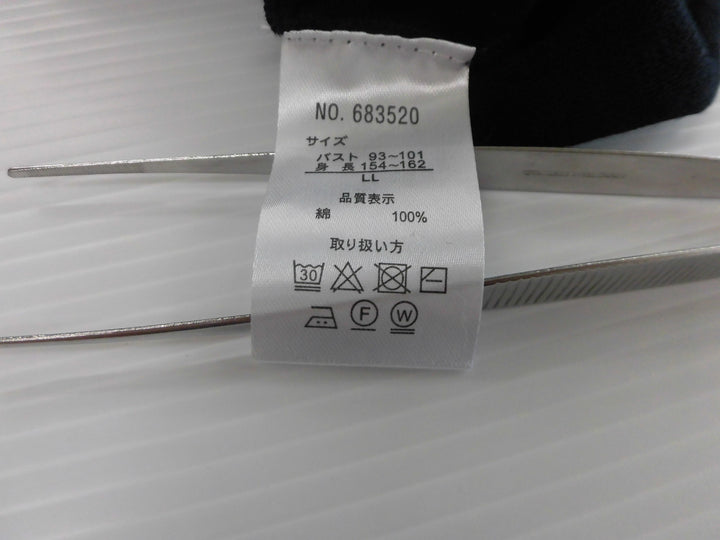 NO. 683520
サイズ
バスト 93~101
身 長 154~162
LL
品質表示
綿 100%
取り扱い方
30
F W